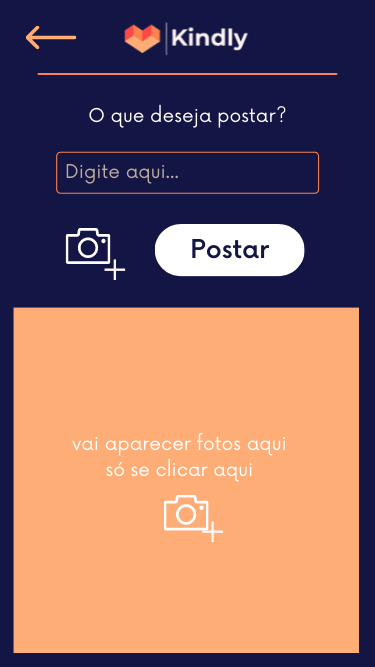 Kindly
O que deseja postar?
Digite aqui...
Postar
vai aparecer fotos aqui
só se clicar aqui